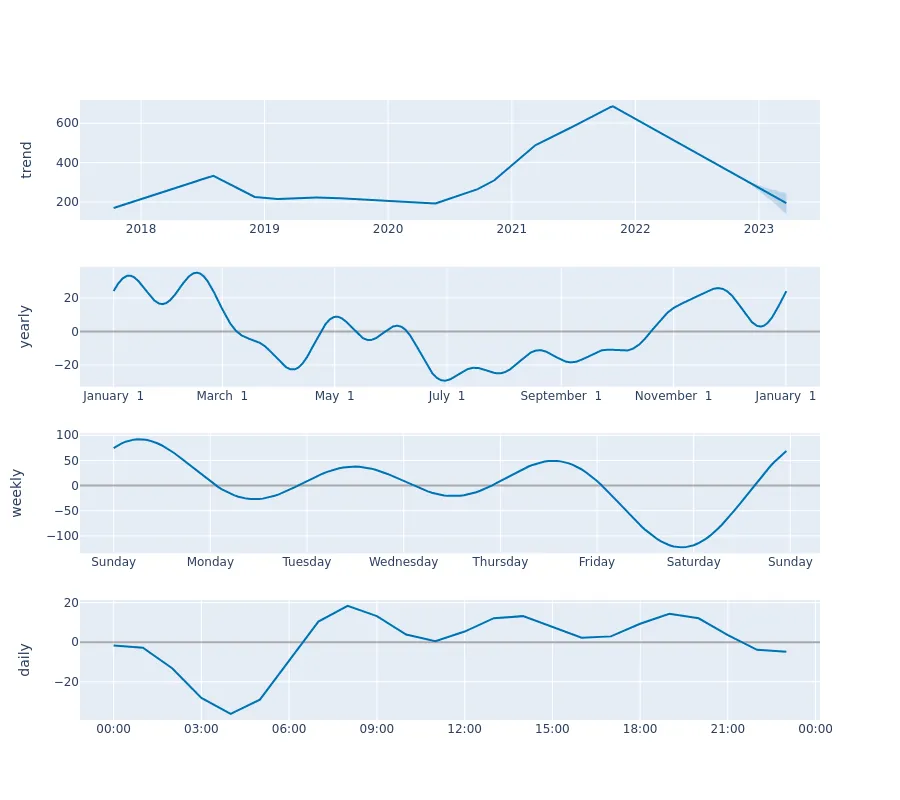 trend
600
400
200
2018 2019 2020 2021 2022 2023
yearly
20
0
−20
January 1 March 1 May 1 July 1 September 1 November 1 January 1
weekly
100
50
0
−50
−100
Sunday Monday Tuesday Wednesday Thursday Friday Saturday Sunday
daily
20
0
−20
00:00 03:00 06:00 09:00 12:00 15:00 18:00 21:00 00:00